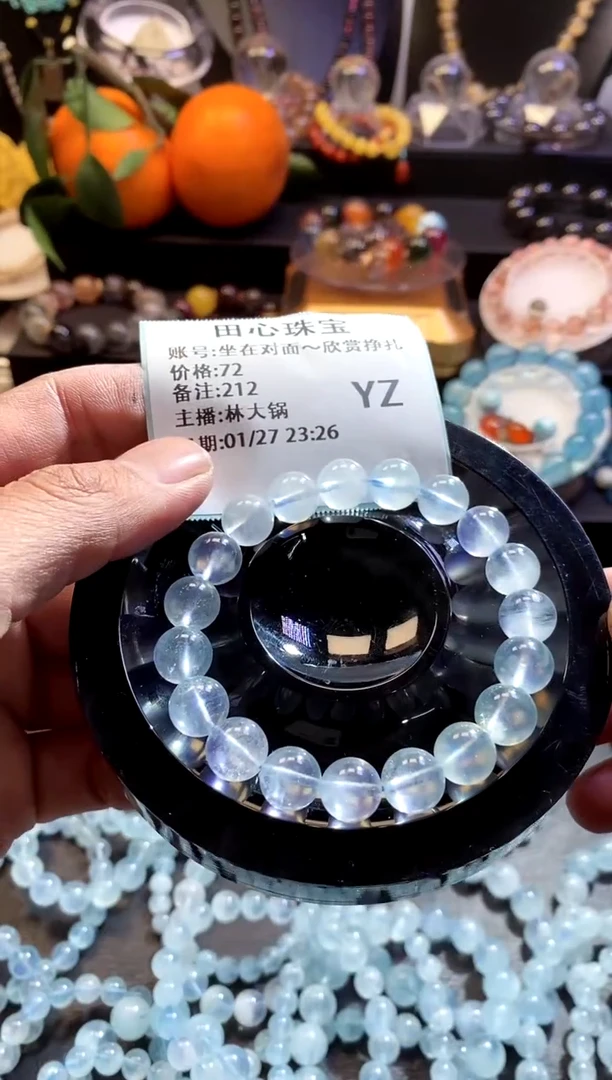 田心珠宝
账号:坐在对面～欣赏挣扎
价格:72
备注:212
YZ
主播:林大锅
期:01/27 23:26